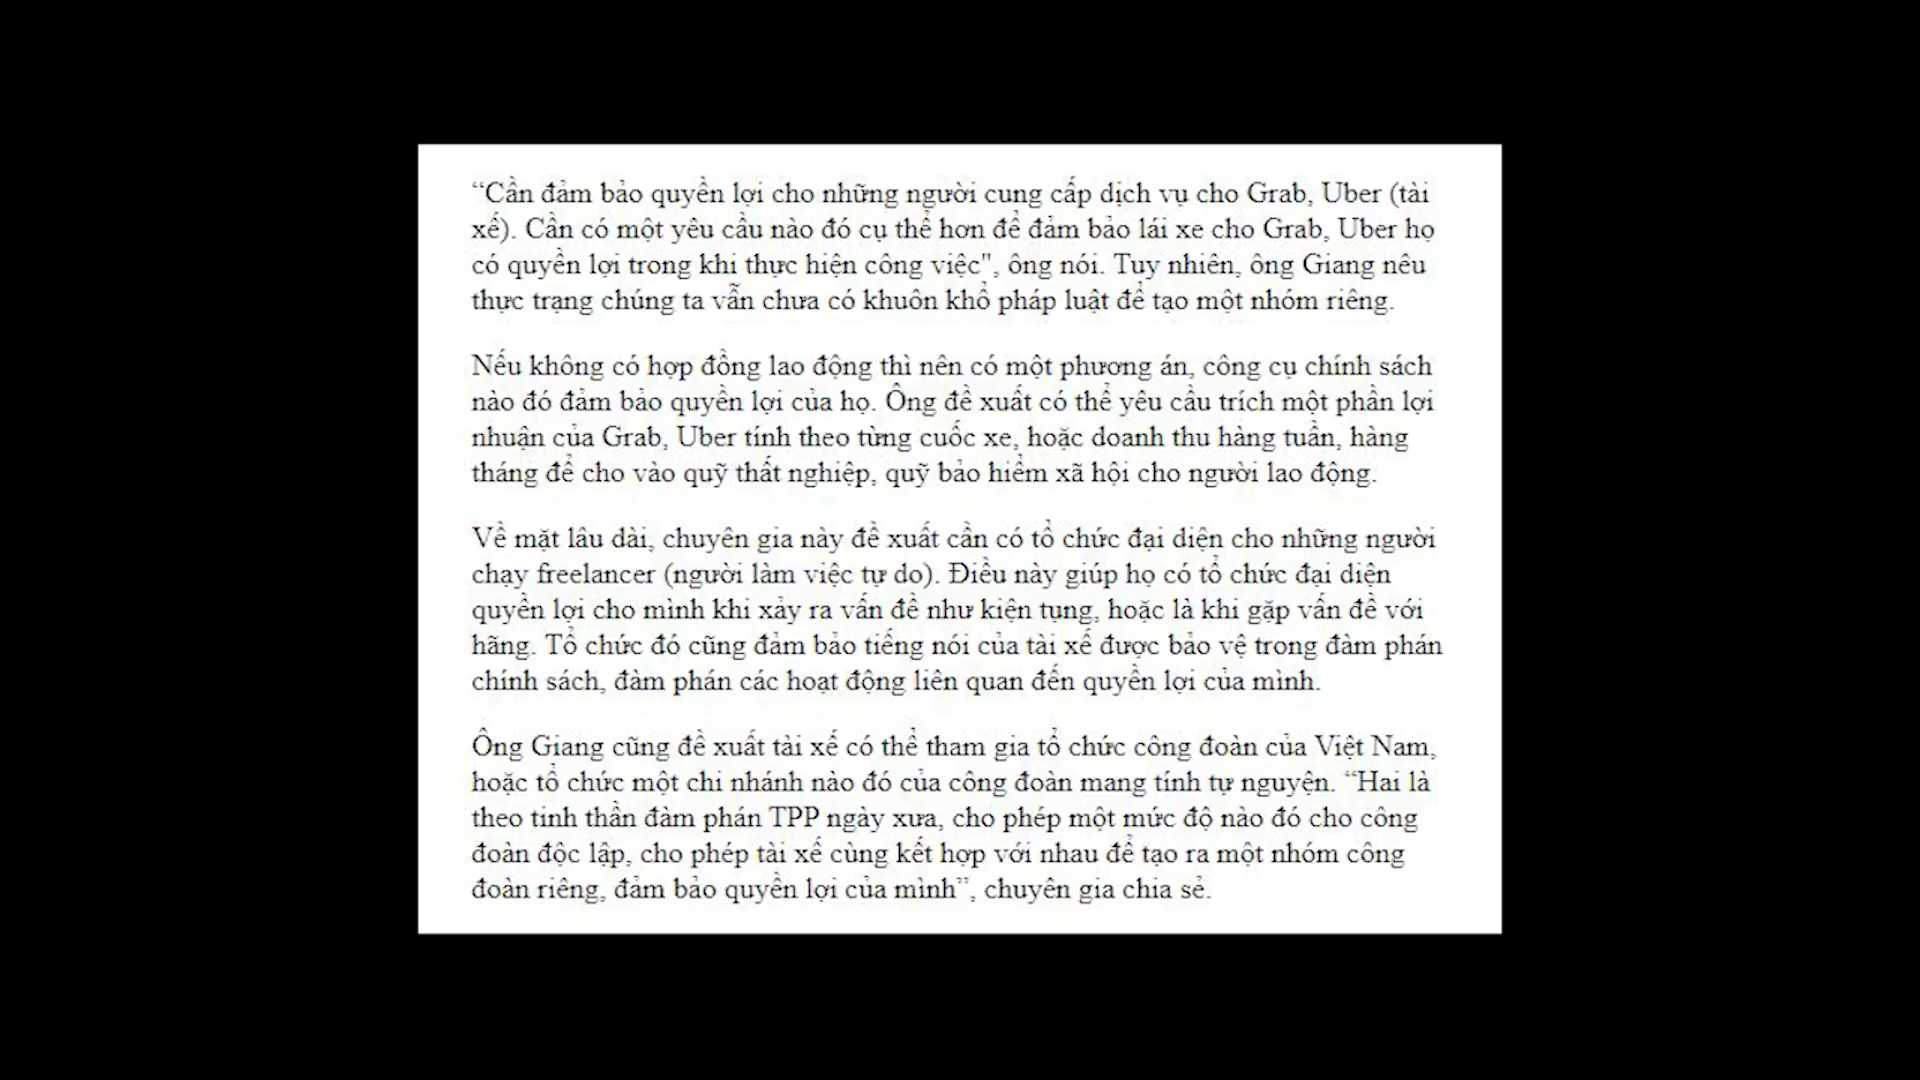 “Cần đảm bảo quyền lợi cho những người cung cấp dịch vụ cho Grab, Uber (tài
xế). Cần có một yêu cầu nào đó cụ thể hơn để đảm bảo lái xe cho Grab, Uber họ
có quyền lợi trong khi thực hiện công việc", ông nói. Tuy nhiên, ông Giang nêu
thực trạng chúng ta vẫn chưa có khuôn khổ pháp luật để tạo một nhóm riêng.
Nếu không có hợp đồng lao động thì nên có một phương án, công cụ chính sách
nào đó đảm bảo quyền lợi của họ. Ông đề xuất có thể yêu cầu trích một phần lợi
nhuận của Grab, Uber tính theo từng cuốc xe, hoặc doanh thu hàng tuần, hàng
tháng để cho vào quỹ thất nghiệp, quỹ bảo hiểm xã hội cho người lao động.
Về mặt lâu dài, chuyên gia này đề xuất cần có tổ chức đại diện cho những người
chạy freelancer (người làm việc tự do). Điều này giúp họ có tổ chức đại diện
quyền lợi cho mình khi xảy ra vấn đề như kiện tụng, hoặc là khi gặp vấn đề với
hãng. Tổ chức đó cũng đảm bảo tiếng nói của tài xế được bảo vệ trong đàm phán
chính sách, đàm phán các hoạt động liên quan đến quyền lợi của mình.
Ông Giang cũng đề xuất tài xế có thể tham gia tổ chức công đoàn của Việt Nam,
hoặc tổ chức một chi nhánh nào đó của công đoàn mang tính tự nguyện. “Hai là
theo tinh thần đàm phán TPP ngày xưa, cho phép một mức độ nào đó cho công
đoàn độc lập, cho phép tài xế cùng kết hợp với nhau để tạo ra một nhóm công
đoàn riêng, đảm bảo quyền lợi của mình”, chuyên gia chia sẻ.